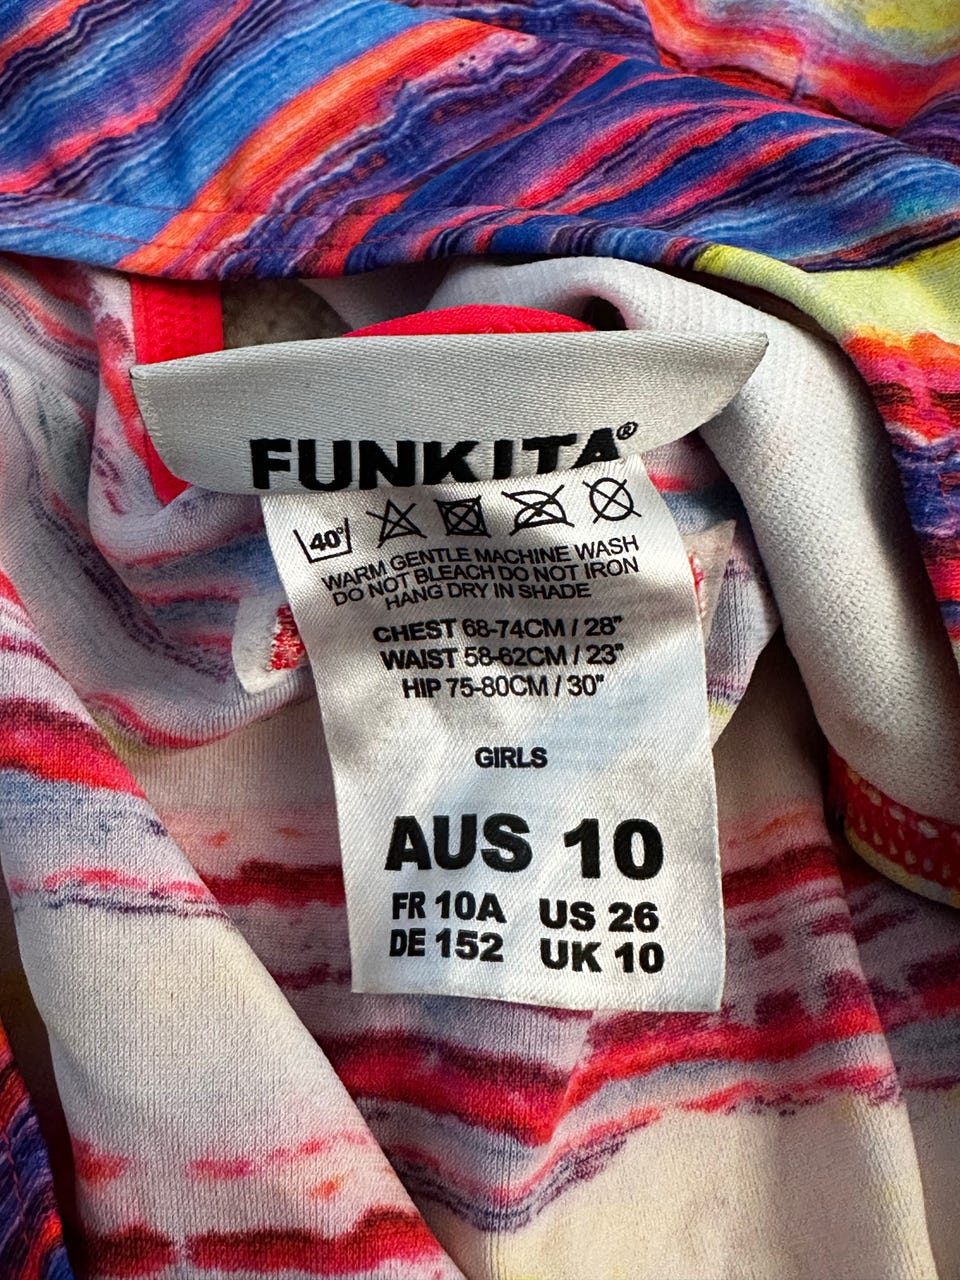 FUNKITA®
40°
WARM GENTLE MACHINE WASH
DO NOT BLEACH DO NOT IRON
HANG DRY IN SHADE
CHEST 68-74CM / 28"
WAIST 58-62CM / 23"
HIP 75-80CM / 30"
GIRLS
AUS 10
FR 10A US 26
DE 152 UK 10